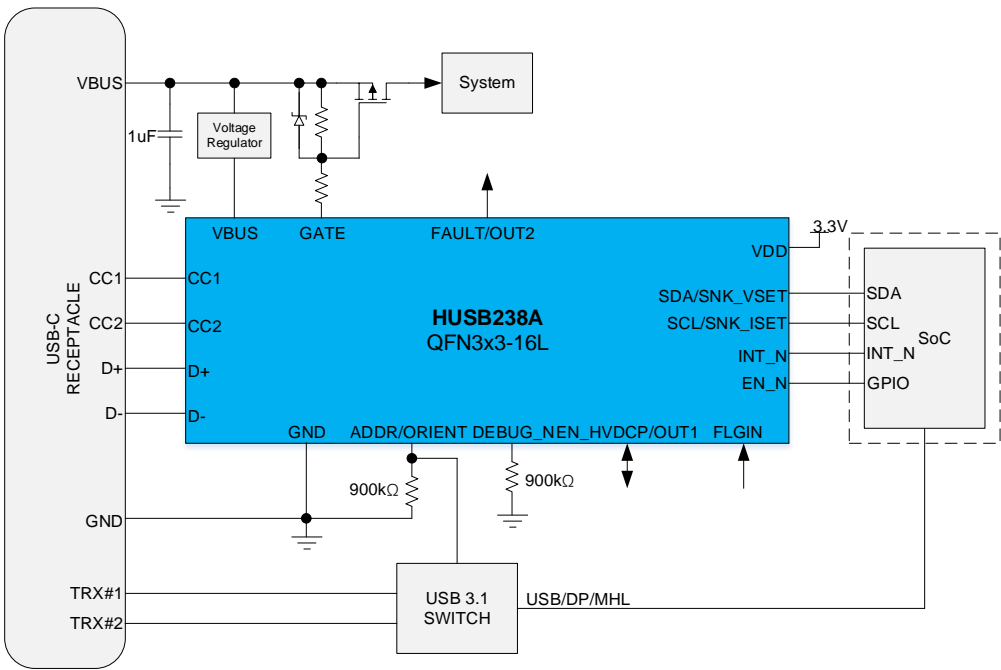 VBUS
System
1uF
Voltage
Regulator
VBUS
GATE
FAULT/OUT2
3.3V
VDD
CC1
CC1
SDA/SNK_VSET
SDA
CC2
CC2
HUSB238A
SCL/SNK_ISET
SCL
SoC
QFN3x3-16L
USB-C
RECEPTACLE
INT_N
INT_N
D+
D+
EN_N
GPIO
D-
D-
GND
ADDR/ORIENT
DEBUG_N
EN_HVDCP/OUT1
FLGIN
900kΩ
900kΩ
GND
TRX#1
USB 3.1
SWITCH
USB/DP/MHL
TRX#2